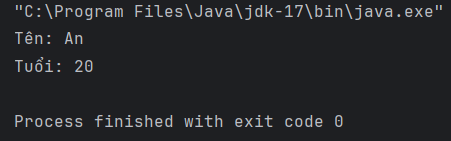 "C:\Program Files\Java\jdk-17\bin\java.exe"
Tên: An
Tuổi: 20
Process finished with exit code 0